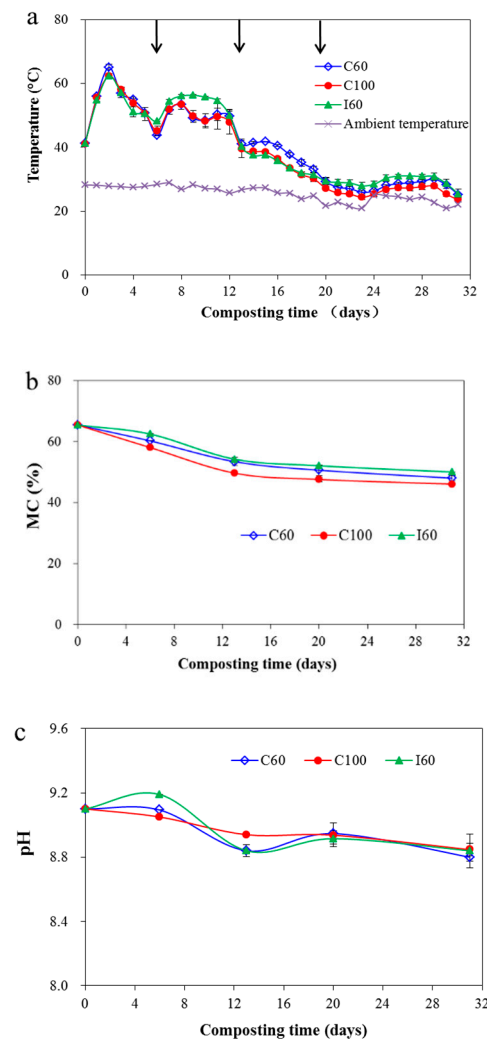 a
80
60
40
20
0
Temperature (°C)
C60
C100
I60
Ambient temperature
0 4 8 12 16 20 24 28 32
Composting time （days）
b
80
60
40
20
0
MC (%)
C60 C100 I60
0 4 8 12 16 20 24 28 32
Composting time (days)
c
9.6
9.2
8.8
8.4
8.0
pH
C60 C100 I60
0 4 8 12 16 20 24 28 32
Composting time (days)